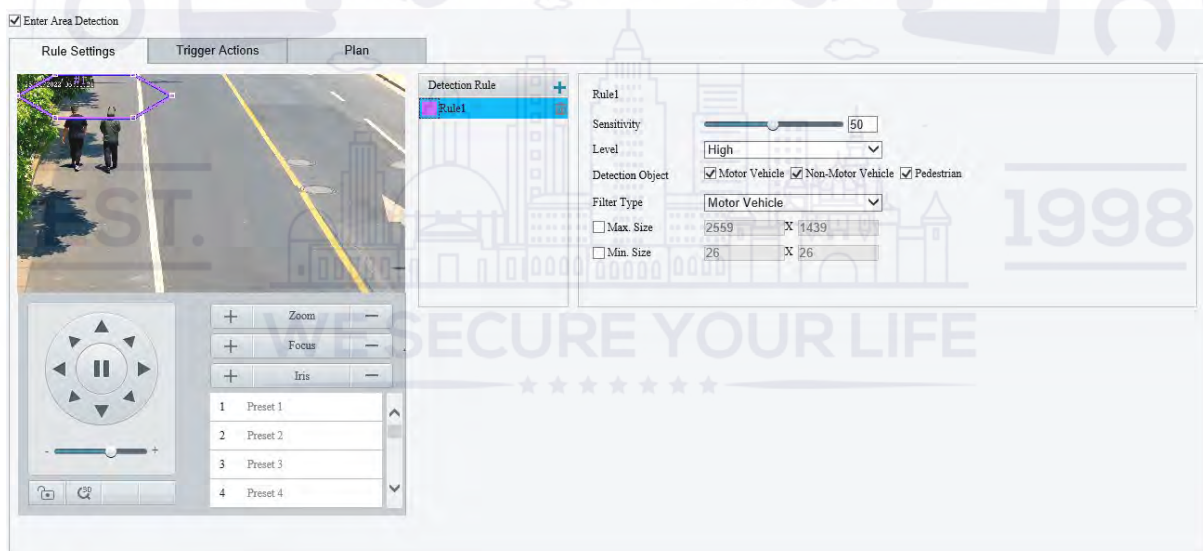 Enter Area Detection
Rule Settings Trigger Actions Plan
Detection Rule
Rule1
Rule1
Sensitivity 50
Level High
Detection Object Motor Vehicle Non-Motor Vehicle Pedestrian
Filter Type Motor Vehicle
Max. Size 2559 X 1439
Min. Size 26 X 26
EST. 1998
WE SECURE YOUR LIFE
+ Zoom −
+ Focus −
+ Iris −
- +
1 Preset 1
2 Preset 2
3 Preset 3
4 Preset 4
3D